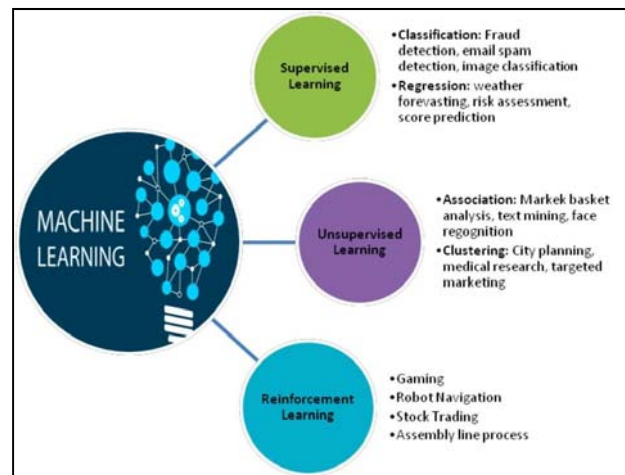 MACHINE
LEARNING
Supervised
Learning
•Classification: Fraud
detection, email spam
detection, image classification
•Regression: weather
forevasting, risk assessment,
score prediction
Unsupervised
Learning
•Association: Markek basket
analysis, text mining, face
regognition
•Clustering: City planning,
medical research, targeted
marketing
Reinforcement
Learning
•Gaming
•Robot Navigation
•Stock Trading
•Assembly line process